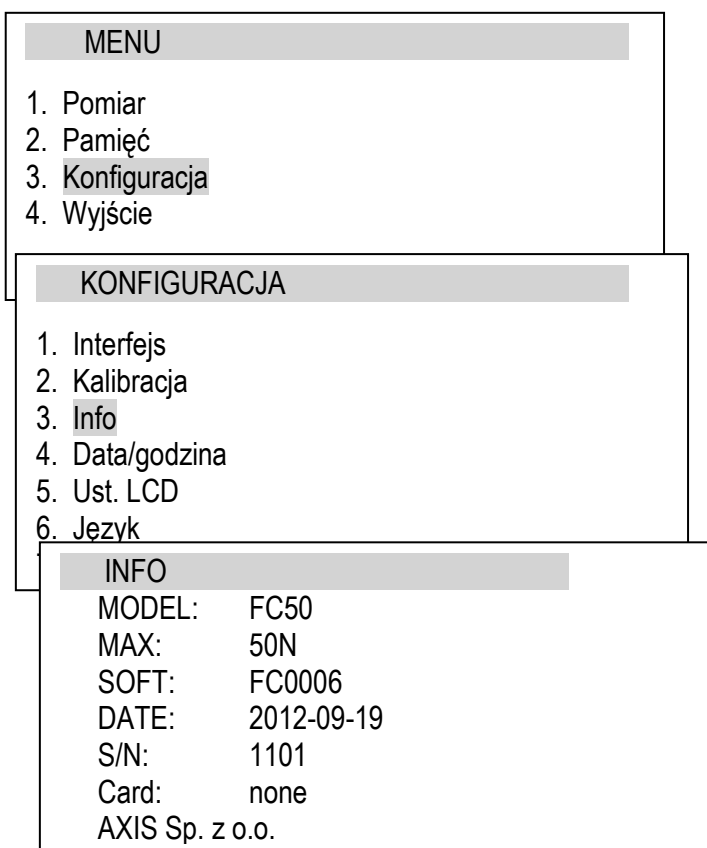 MENU
1. Pomiar
2. Pamięć
3. Konfiguracja
4. Wyjście
KONFIGURACJA
1. Interfejs
2. Kalibracja
3. Info
4. Data/godzina
5. Ust. LCD
6. Język
INFO
MODEL: FC50
MAX: 50N
SOFT: FC0006
DATE: 2012-09-19
S/N: 1101
Card: none
AXIS Sp. z o.o.